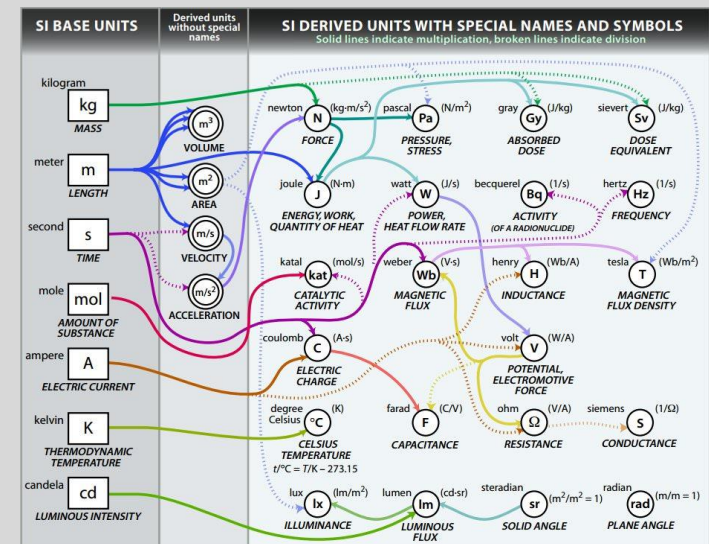 SI BASE UNITS
Derived units
without special
names
SI DERIVED UNITS WITH SPECIAL NAMES AND SYMBOLS
Solid lines indicate multiplication, broken lines indicate division
kilogram
kg
MASS
meter
m
LENGTH
second
s
TIME
mole
mol
AMOUNT OF
SUBSTANCE
ampere
A
ELECTRIC CURRENT
kelvin
K
THERMODYNAMIC
TEMPERATURE
candela
cd
LUMINOUS INTENSITY
m³
VOLUME
m²
AREA
m/s
VELOCITY
m/s²
ACCELERATION
newton
N
(kg·m/s²)
FORCE
pascal
Pa
(N/m²)
PRESSURE,
STRESS
gray
Gy
(J/kg)
ABSORBED
DOSE
sievert
Sv
(J/kg)
DOSE
EQUIVALENT
joule
J
(N·m)
ENERGY, WORK,
QUANTITY OF HEAT
watt
W
(J/s)
POWER,
HEAT FLOW RATE
becquerel
Bq
(1/s)
ACTIVITY
(OF A RADIONUCLIDE)
hertz
Hz
(1/s)
FREQUENCY
katal
kat
(mol/s)
CATALYTIC
ACTIVITY
weber
Wb
(V·s)
MAGNETIC
FLUX
henry
H
(Wb/A)
INDUCTANCE
tesla
T
(Wb/m²)
MAGNETIC
FLUX DENSITY
coulomb
C
(A·s)
ELECTRIC
CHARGE
volt
V
(W/A)
POTENTIAL,
ELECTROMOTIVE
FORCE
degree
Celsius
°C
(K)
CELSIUS
TEMPERATURE
t/°C = T/K – 273.15
farad
F
(C/V)
CAPACITANCE
ohm
Ω
(V/A)
RESISTANCE
siemens
S
(1/Ω)
CONDUCTANCE
lux
lx
(lm/m²)
ILLUMINANCE
lumen
lm
(cd·sr)
LUMINOUS
FLUX
steradian
sr
(m²/m² = 1)
SOLID ANGLE
radian
rad
(m/m = 1)
PLANE ANGLE